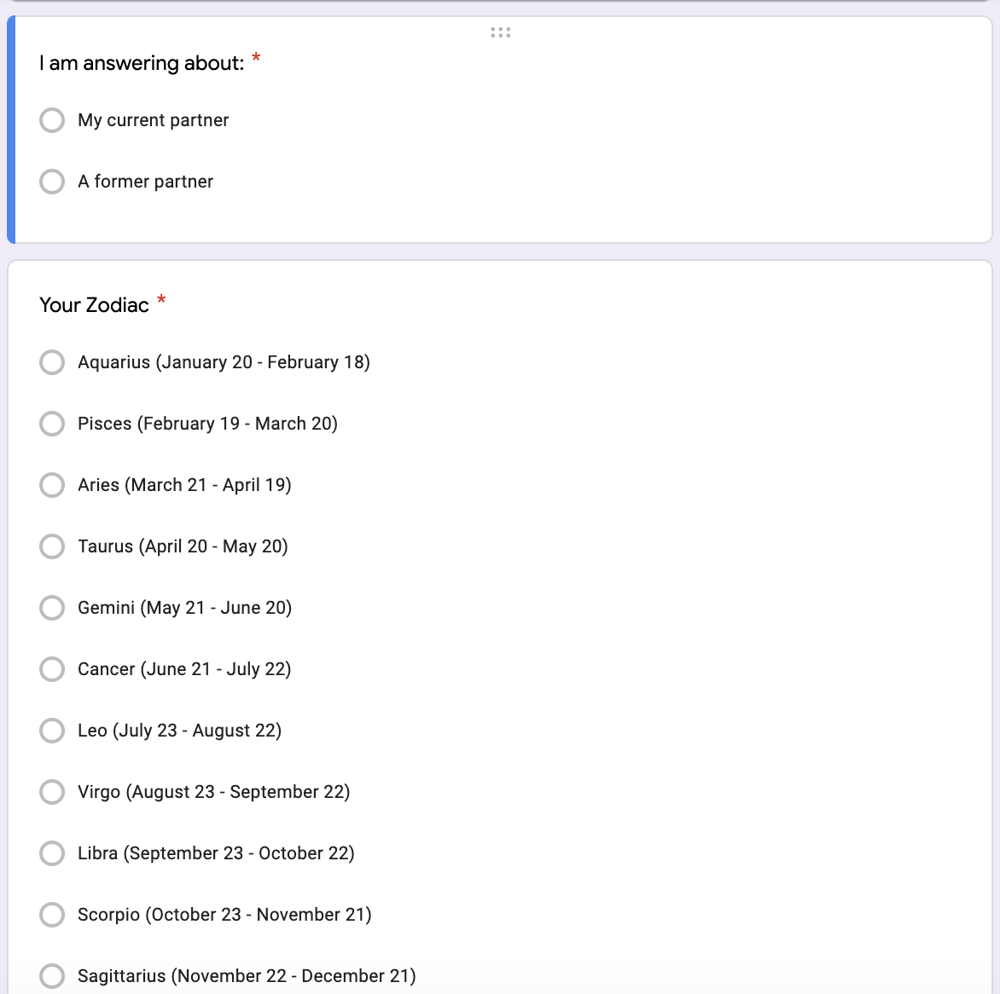 I am answering about: *
My current partner
A former partner
Your Zodiac *
Aquarius (January 20 - February 18)
Pisces (February 19 - March 20)
Aries (March 21 - April 19)
Taurus (April 20 - May 20)
Gemini (May 21 - June 20)
Cancer (June 21 - July 22)
Leo (July 23 - August 22)
Virgo (August 23 - September 22)
Libra (September 23 - October 22)
Scorpio (October 23 - November 21)
Sagittarius (November 22 - December 21)